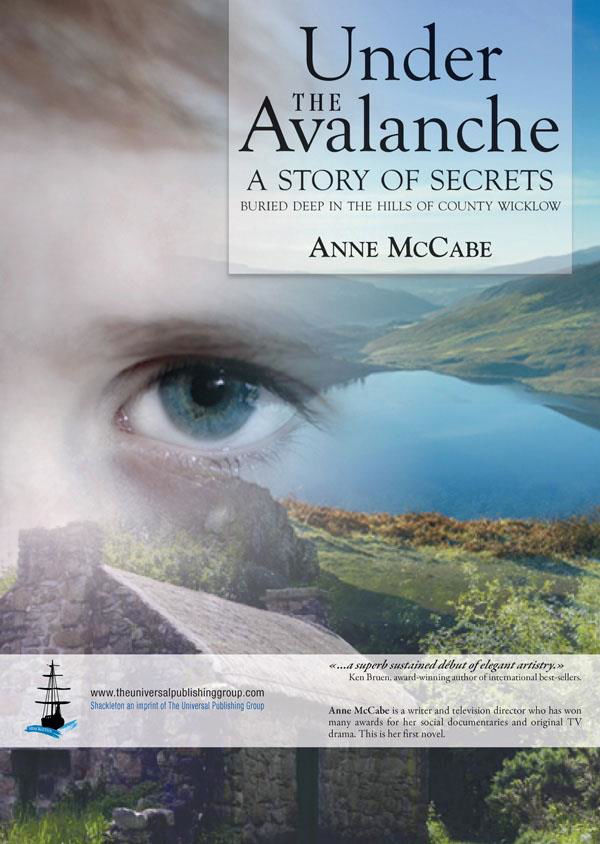 Under
THE
Avalanche
A STORY OF SECRETS
BURIED DEEP IN THE HILLS OF COUNTY WICKLOW
ANNE MCCABE
«...a superb sustained début of elegant artistry.»
Ken Bruen, award-winning author of international best-sellers.
www.theuniversalpublishinggroup.com
Shackleton an imprint of The Universal Publishing Group
SHACKLETON
Anne McCabe is a writer and television director who has won
many awards for her social documentaries and original TV
drama. This is her first novel.